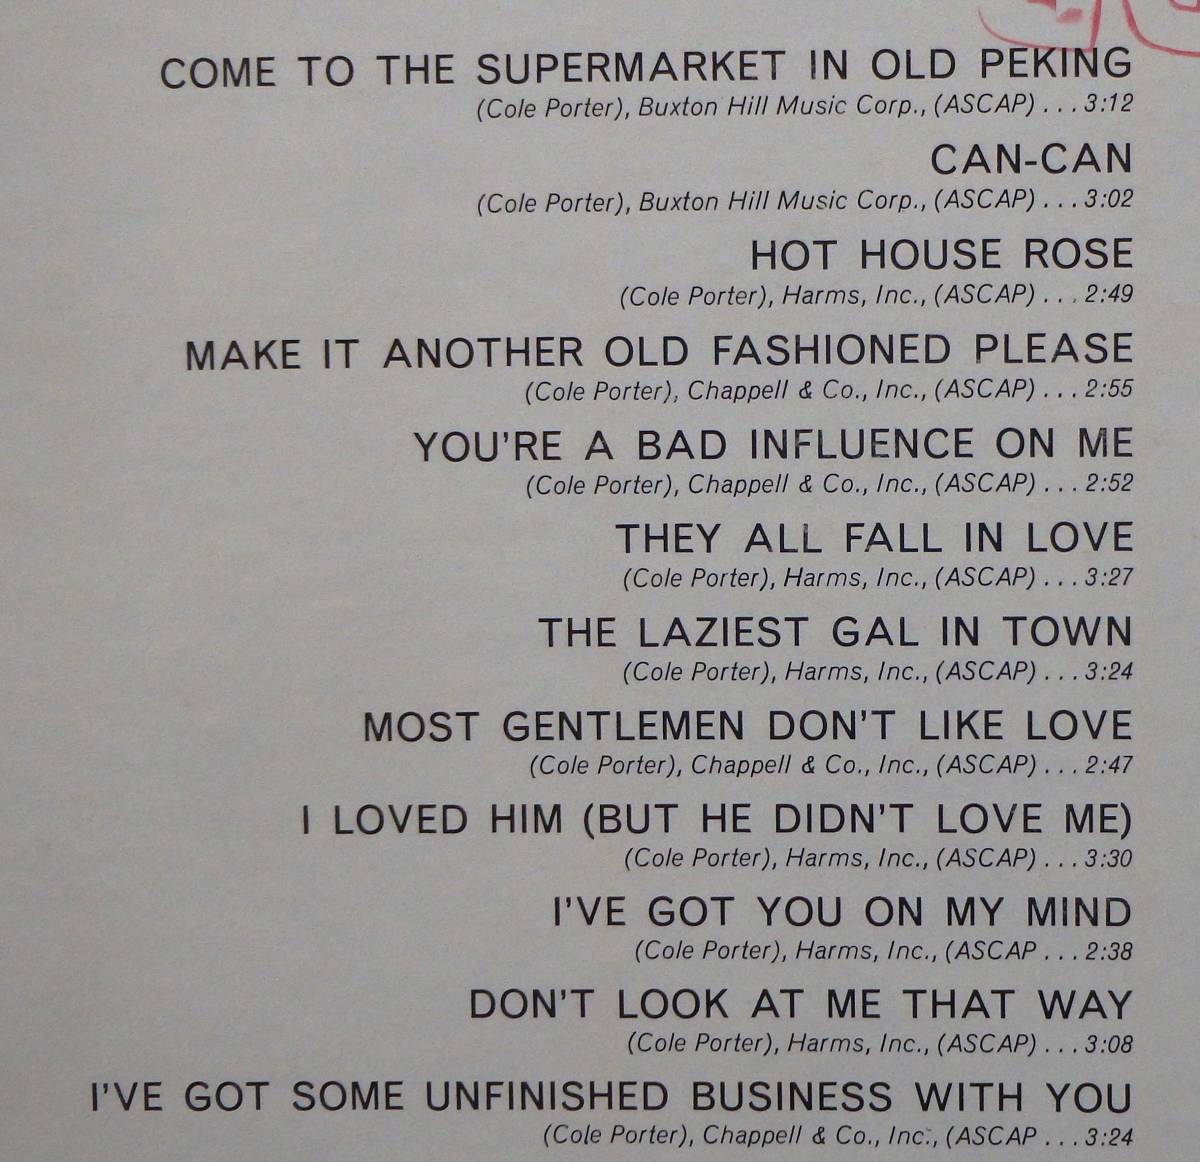 COME TO THE SUPERMARKET IN OLD PEKING
(Cole Porter), Buxton Hill Music Corp., (ASCAP) . . . 3:12
CAN-CAN
(Cole Porter), Buxton Hill Music Corp., (ASCAP) . . . 3:02
HOT HOUSE ROSE
(Cole Porter), Harms, Inc., (ASCAP) . . . 2:49
MAKE IT ANOTHER OLD FASHIONED PLEASE
(Cole Porter), Chappell & Co., Inc., (ASCAP) . . . 2:55
YOU'RE A BAD INFLUENCE ON ME
(Cole Porter), Chappell & Co., Inc., (ASCAP) . . . 2:52
THEY ALL FALL IN LOVE
(Cole Porter), Harms, Inc., (ASCAP) . . . 3:27
THE LAZIEST GAL IN TOWN
(Cole Porter), Harms, Inc., (ASCAP) . . . 3:24
MOST GENTLEMEN DON'T LIKE LOVE
(Cole Porter), Chappell & Co., Inc., (ASCAP) . . . 2:47
I LOVED HIM (BUT HE DIDN'T LOVE ME)
(Cole Porter), Harms, Inc., (ASCAP) . . . 3:30
I'VE GOT YOU ON MY MIND
(Cole Porter), Harms, Inc., (ASCAP . . . 2:38
DON'T LOOK AT ME THAT WAY
(Cole Porter), Harms, Inc., (ASCAP) . . . 3:08
I'VE GOT SOME UNFINISHED BUSINESS WITH YOU
(Cole Porter), Chappell & Co., Inc., (ASCAP . . . 3:24